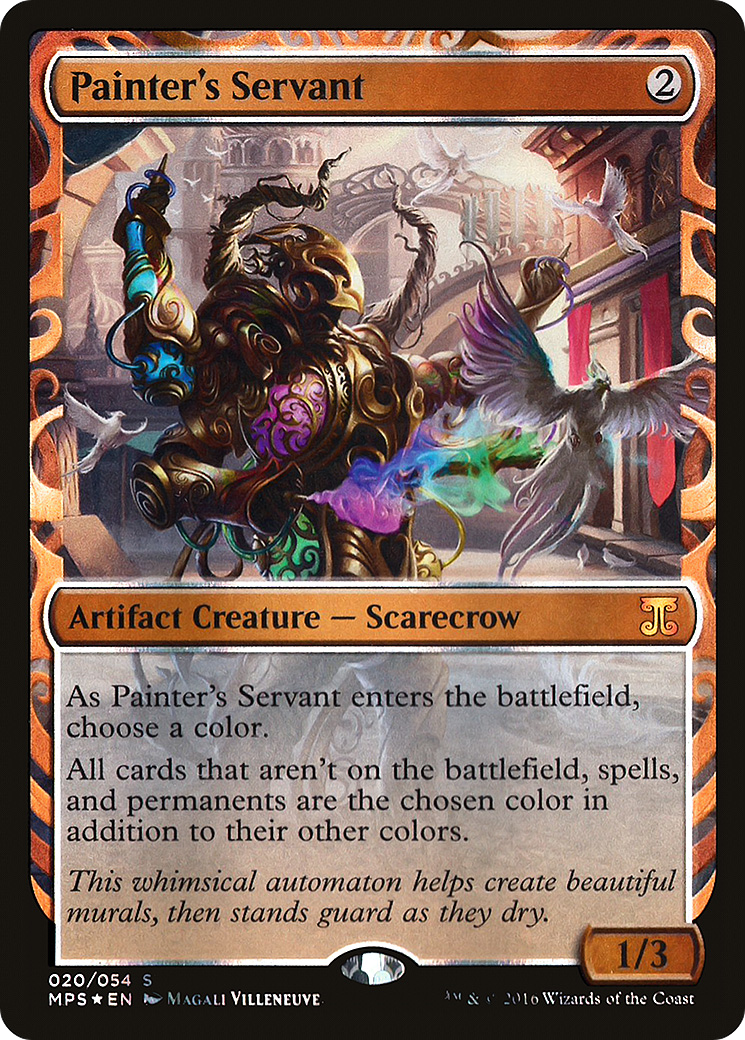 Painter's Servant 2
Artifact Creature — Scarecrow
As Painter's Servant enters the battlefield,
choose a color.
All cards that aren't on the battlefield, spells,
and permanents are the chosen color in
addition to their other colors.
This whimsical automaton helps create beautiful
murals, then stands guard as they dry.
1/3
020/054 S
MPS★EN Magali Villeneuve
™ & © 2016 Wizards of the Coast